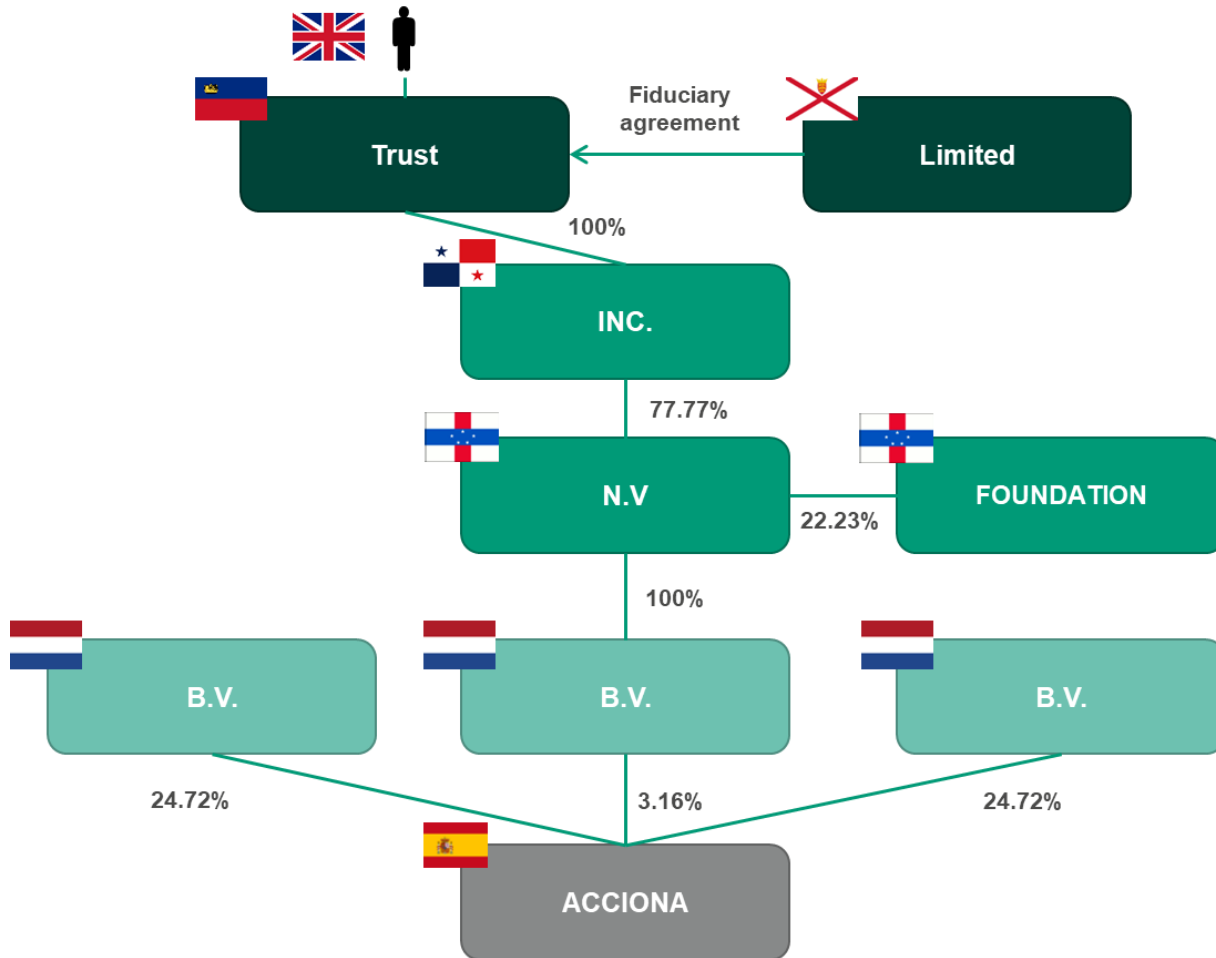 Fiduciary
agreement
Trust
Limited
100%
INC.
77.77%
N.V
FOUNDATION
22.23%
100%
B.V.
B.V.
B.V.
24.72%
3.16%
24.72%
ACCIONA